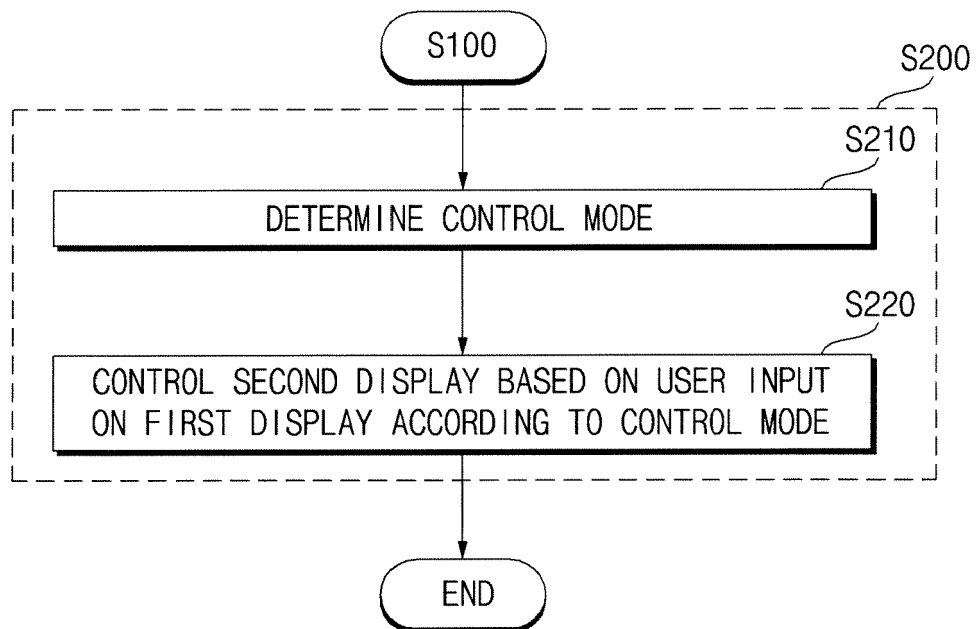 S100
S200
S210
DETERMINE CONTROL MODE
S220
CONTROL SECOND DISPLAY BASED ON USER INPUT
ON FIRST DISPLAY ACCORDING TO CONTROL MODE
END